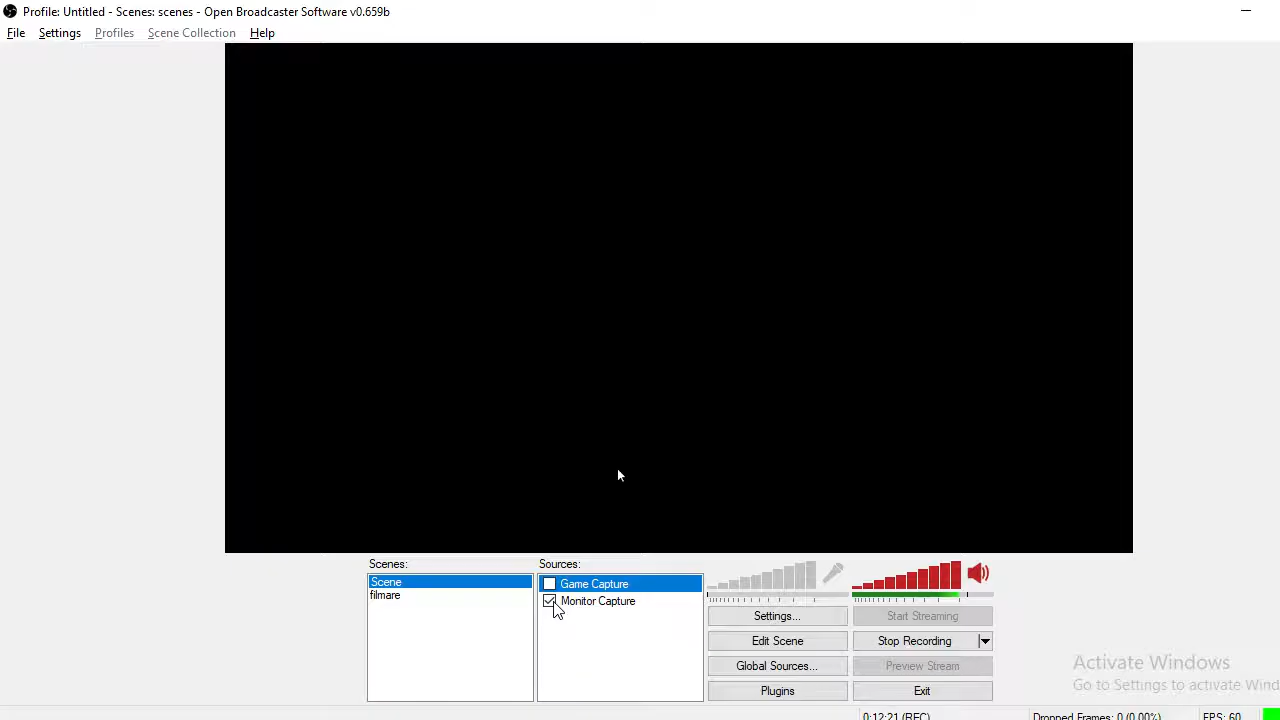 Profile: Untitled - Scenes: scenes - Open Broadcaster Software v0.659b
File Settings Profiles Scene Collection Help
Scenes:
Scene
filmare
Sources:
Game Capture
Monitor Capture
Settings...
Start Streaming
Edit Scene
Stop Recording
Global Sources...
Preview Stream
Plugins
Exit
Activate Windows
Go to Settings to activate Wind
0:12:21 (REC)
Dropped Frames: 0 (0.00%)
FPS: 60